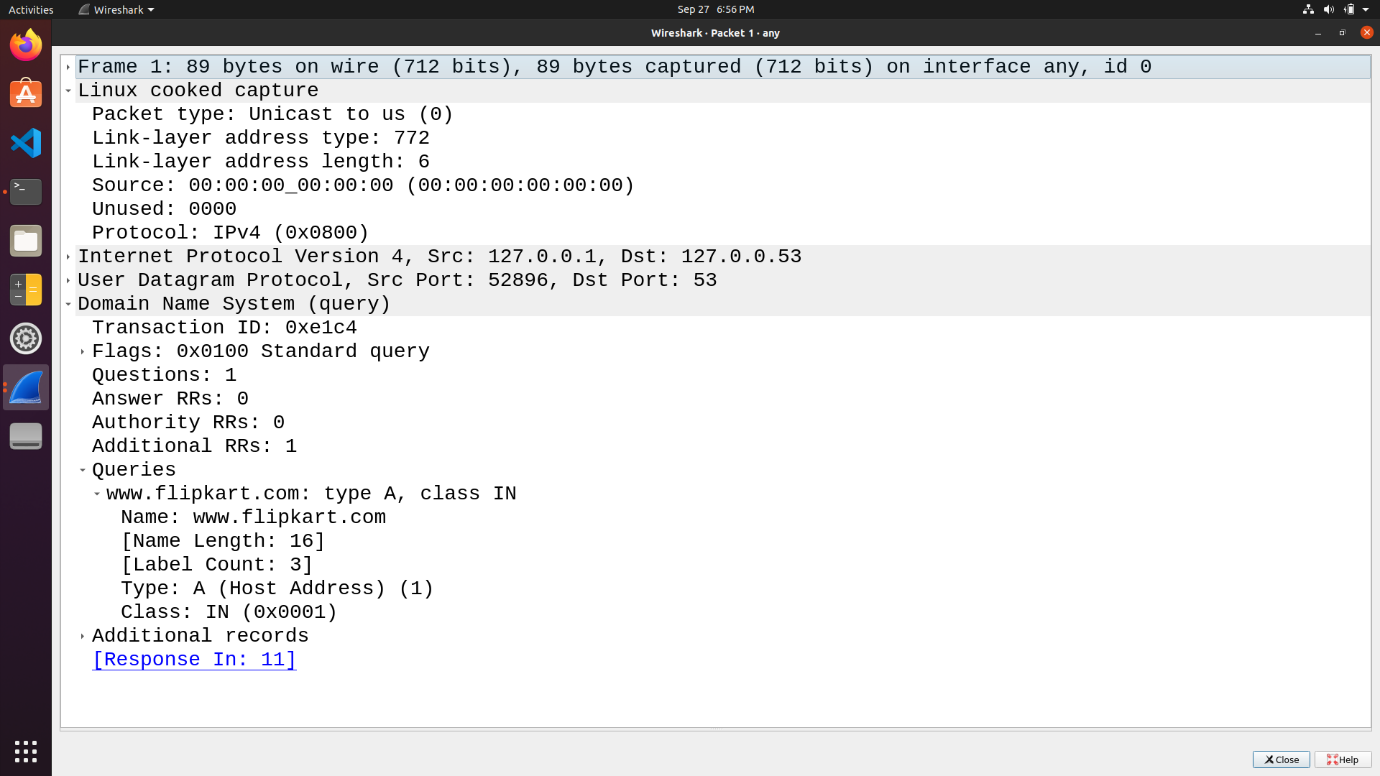 Activities
Wireshark
Sep 27 6:56 PM
Wireshark · Packet 1 · any
Frame 1: 89 bytes on wire (712 bits), 89 bytes captured (712 bits) on interface any, id 0
Linux cooked capture
Packet type: Unicast to us (0)
Link-layer address type: 772
Link-layer address length: 6
Source: 00:00:00_00:00:00 (00:00:00:00:00:00)
Unused: 0000
Protocol: IPv4 (0x0800)
Internet Protocol Version 4, Src: 127.0.0.1, Dst: 127.0.0.53
User Datagram Protocol, Src Port: 52896, Dst Port: 53
Domain Name System (query)
Transaction ID: 0xe1c4
Flags: 0x0100 Standard query
Questions: 1
Answer RRs: 0
Authority RRs: 0
Additional RRs: 1
Queries
www.flipkart.com: type A, class IN
Name: www.flipkart.com
[Name Length: 16]
[Label Count: 3]
Type: A (Host Address) (1)
Class: IN (0x0001)
Additional records
[Response In: 11]
Close
Help